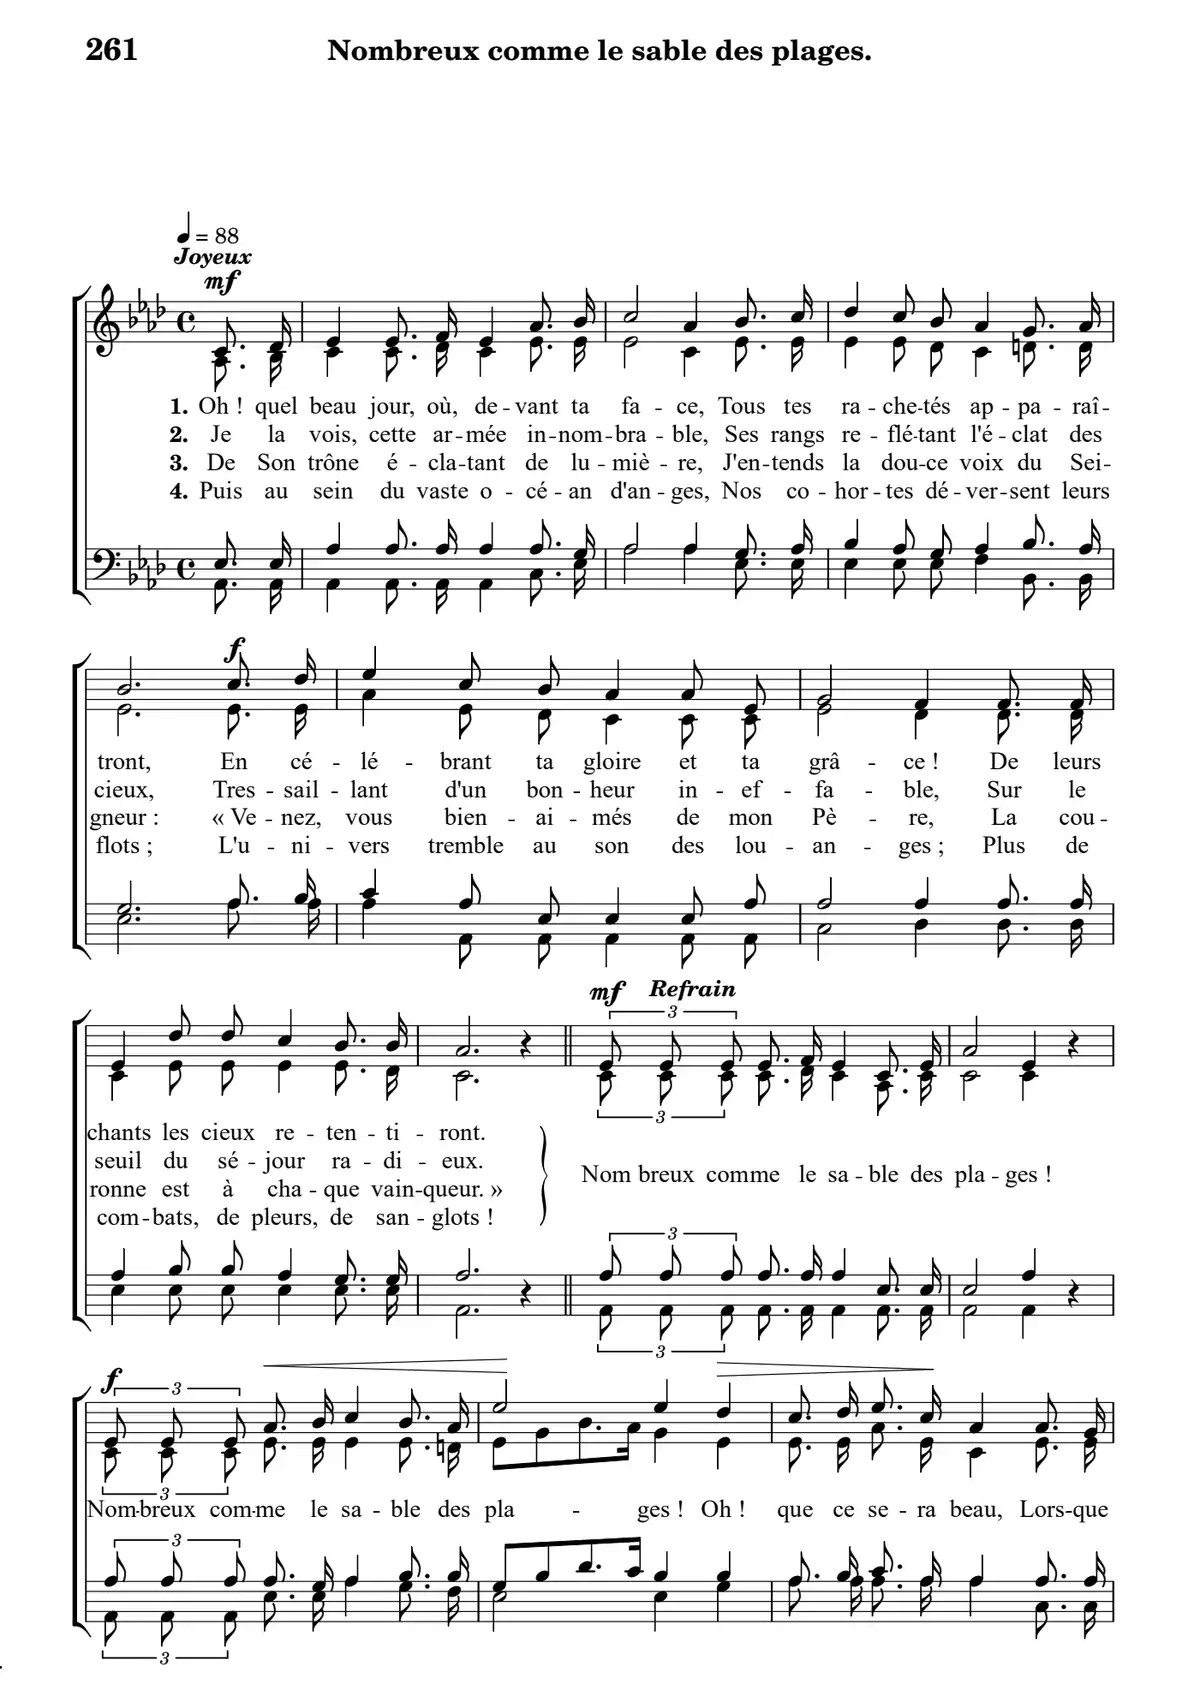 261 Nombreux comme le sable des plages.
= 88
Joyeux
mf
1. Oh ! quel beau jour, où, de - vant ta fa - ce, Tous tes ra - che - tés ap - pa - raî -
2. Je la vois, cette ar - mée in - nom - bra - ble, Ses rangs re - flé - tant l'é - clat des
3. De Son trône é - cla - tant de lu - miè - re, J'en - tends la dou - ce voix du Sei -
4. Puis au sein du vaste o - cé - an d'an - ges, Nos co - hor - tes dé - ver - sent leurs
f
tront, En cé - lé - brant ta gloire et ta grâ - ce ! De leurs
cieux, Tres - sail - lant d'un bon - heur in - ef - fa - ble, Sur le
gneur : « Ve - nez, vous bien - ai - més de mon Pè - re, La cou -
flots ; L'u - ni - vers tremble au son des lou - an - ges ; Plus de
mf Refrain
3
3
chants les cieux re - ten - ti - ront.
seuil du sé - jour ra - di - eux.
ronne est à cha - que vain - queur. »
com - bats, de pleurs, de san - glots !
Nom breux comme le sa - ble des pla - ges !
3
3
f
3
3
Nom - breux com - me le sa - ble des pla - ges ! Oh ! que ce se - ra beau, Lors - que
3
3